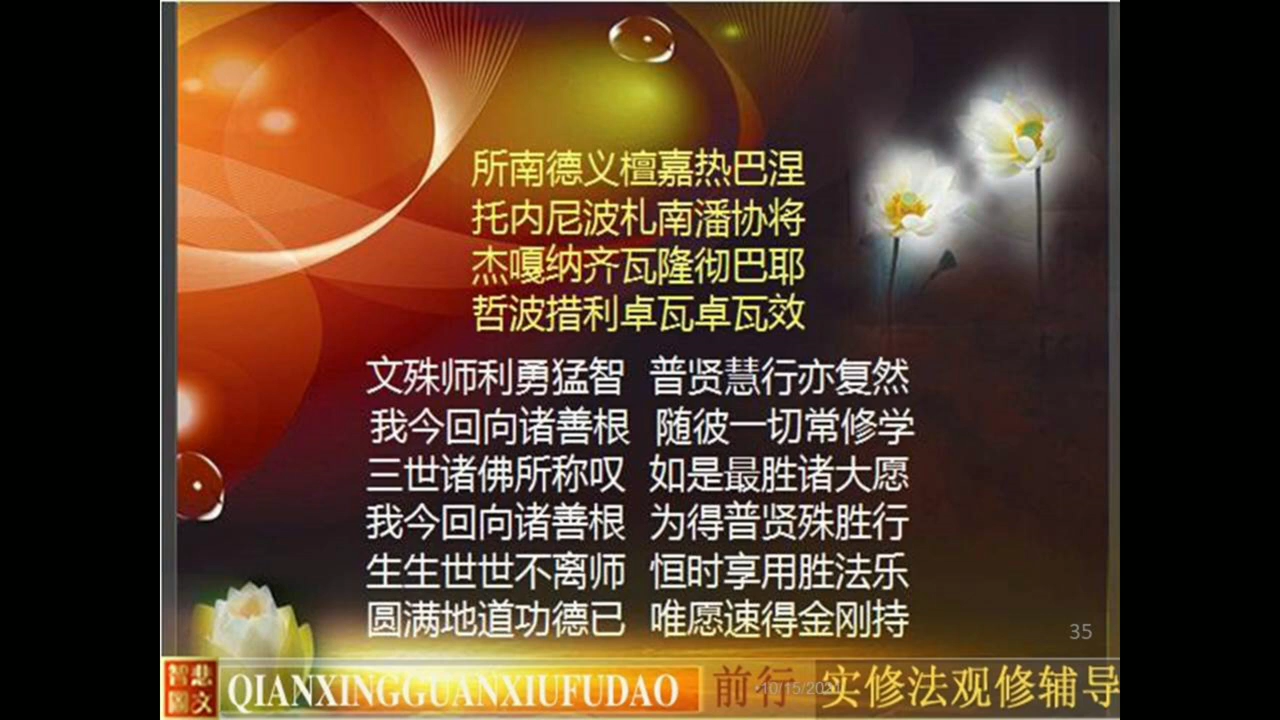 所南德义檀嘉热巴涅
托内尼波札南潘协将
杰嘎纳齐瓦隆彻巴耶
哲波措利卓瓦卓瓦效
文殊师利勇猛智 普贤慧行亦复然
我今回向诸善根 随彼一切常修学
三世诸佛所称叹 如是最胜诸大愿
我今回向诸善根 为得普贤殊胜行
生生世世不离师 恒时享用胜法乐
圆满地道功德已 唯愿速得金刚持
35
智悲
圖文
QIANXINGGUANXIUFUDAO
前行 实修法观修辅导